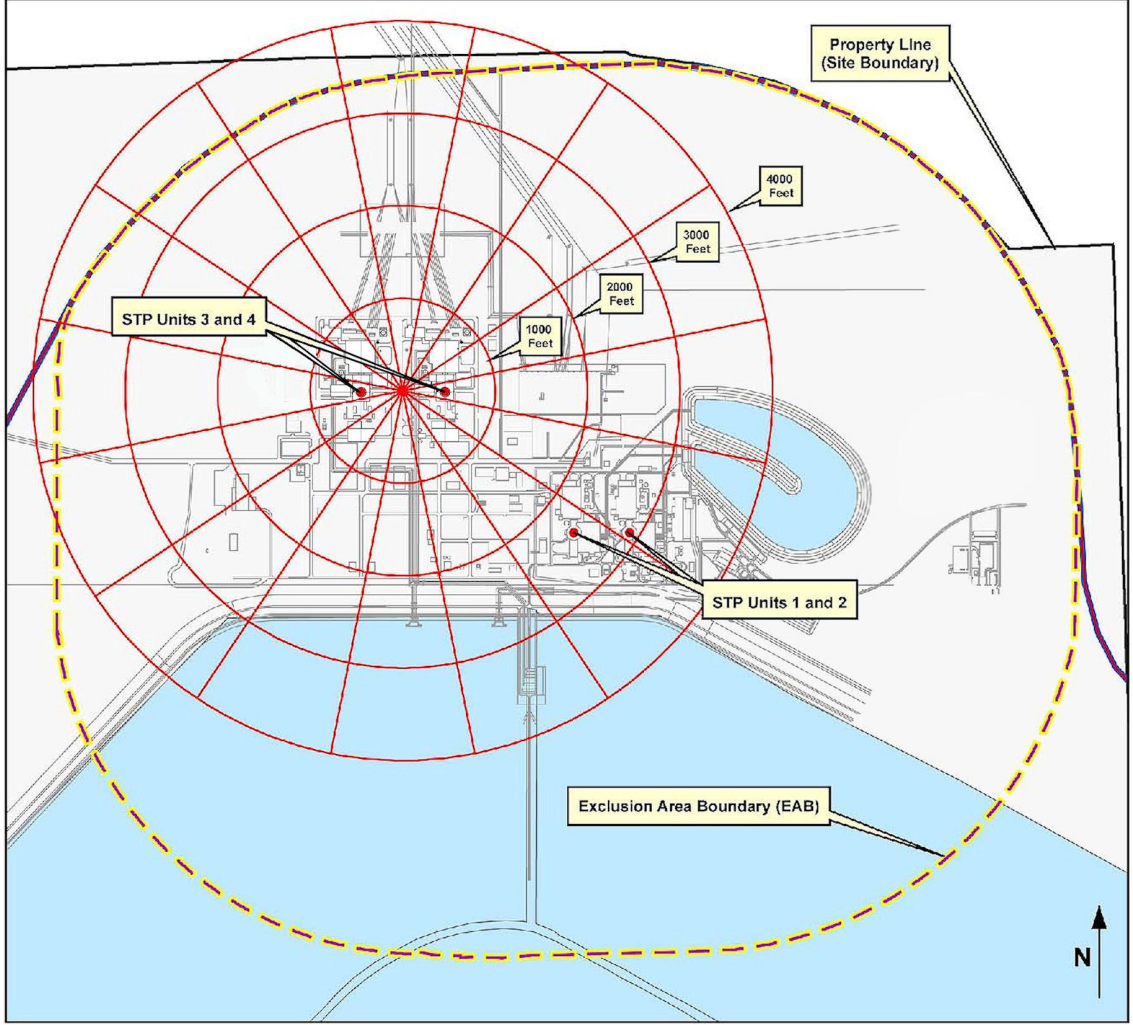 Property Line
(Site Boundary)
4000
Feet
3000
Feet
2000
Feet
STP Units 3 and 4
1000
Feet
STP Units 1 and 2
Exclusion Area Boundary (EAB)
N